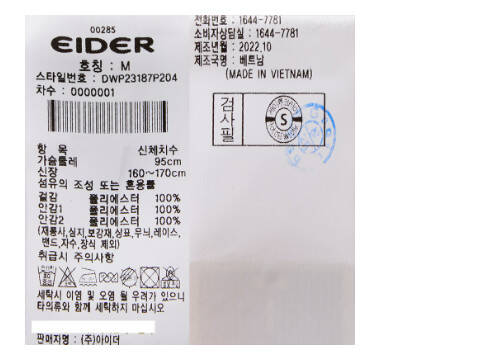 00285
EIDER
호칭 : M
스타일번호 : DWP23187P204
차수 : 0000001
항 목 신체치수
가슴둘레 95cm
신장 160~170cm
섬유의 조성 또는 혼용률
겉감 폴리에스터 100%
안감1 폴리에스터 100%
안감2 폴리에스터 100%
(재봉사,심지,보강재,상표,무늬,레이스,
밴드,자수,장식 제외)
취급시 주의사항
세탁시 이염 및 오염 될 우려가 있으니
타의류와 함께 세탁하지 마십시오
판매자명 : (주)아이더
전화번호 : 1644-7781
소비자상담실 : 1644-7781
제조년월 : 2022.10
제조국명 : 베트남
(MADE IN VIETNAM)
검사필
S